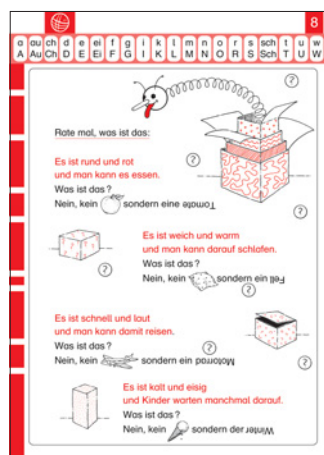 8
a au ch d e ei f g i k l m n o r s sch t u w
A Au Ch D E Ei F G I K L M N O R S Sch T U W
Rate mal, was ist das:
Es ist rund und rot
und man kann es essen.
Was ist das?
Nein, kein sondern eine Tomate
Es ist weich und warm
und man kann darauf schlafen.
Was ist das?
Nein, kein sondern ein Fell
Es ist schnell und laut
und man kann damit reisen.
Was ist das?
Nein, kein sondern ein Motorrad
Es ist kalt und eisig
und Kinder warten manchmal darauf.
Was ist das?
Nein, kein sondern der Winter
?
?
?
?
?
?
?